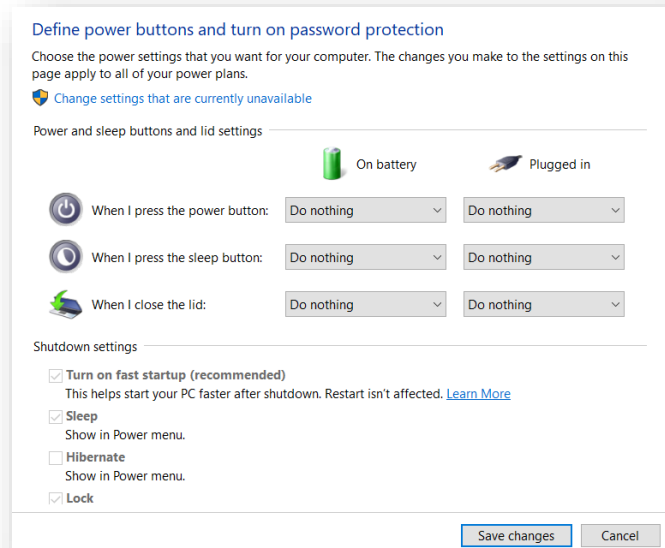 Define power buttons and turn on password protection
Choose the power settings that you want for your computer. The changes you make to the settings on this
page apply to all of your power plans.
Change settings that are currently unavailable
Power and sleep buttons and lid settings
On battery Plugged in
When I press the power button: Do nothing Do nothing
When I press the sleep button: Do nothing Do nothing
When I close the lid: Do nothing Do nothing
Shutdown settings
Turn on fast startup (recommended)
This helps start your PC faster after shutdown. Restart isn't affected. Learn More
Sleep
Show in Power menu.
Hibernate
Show in Power menu.
Lock
Save changes Cancel